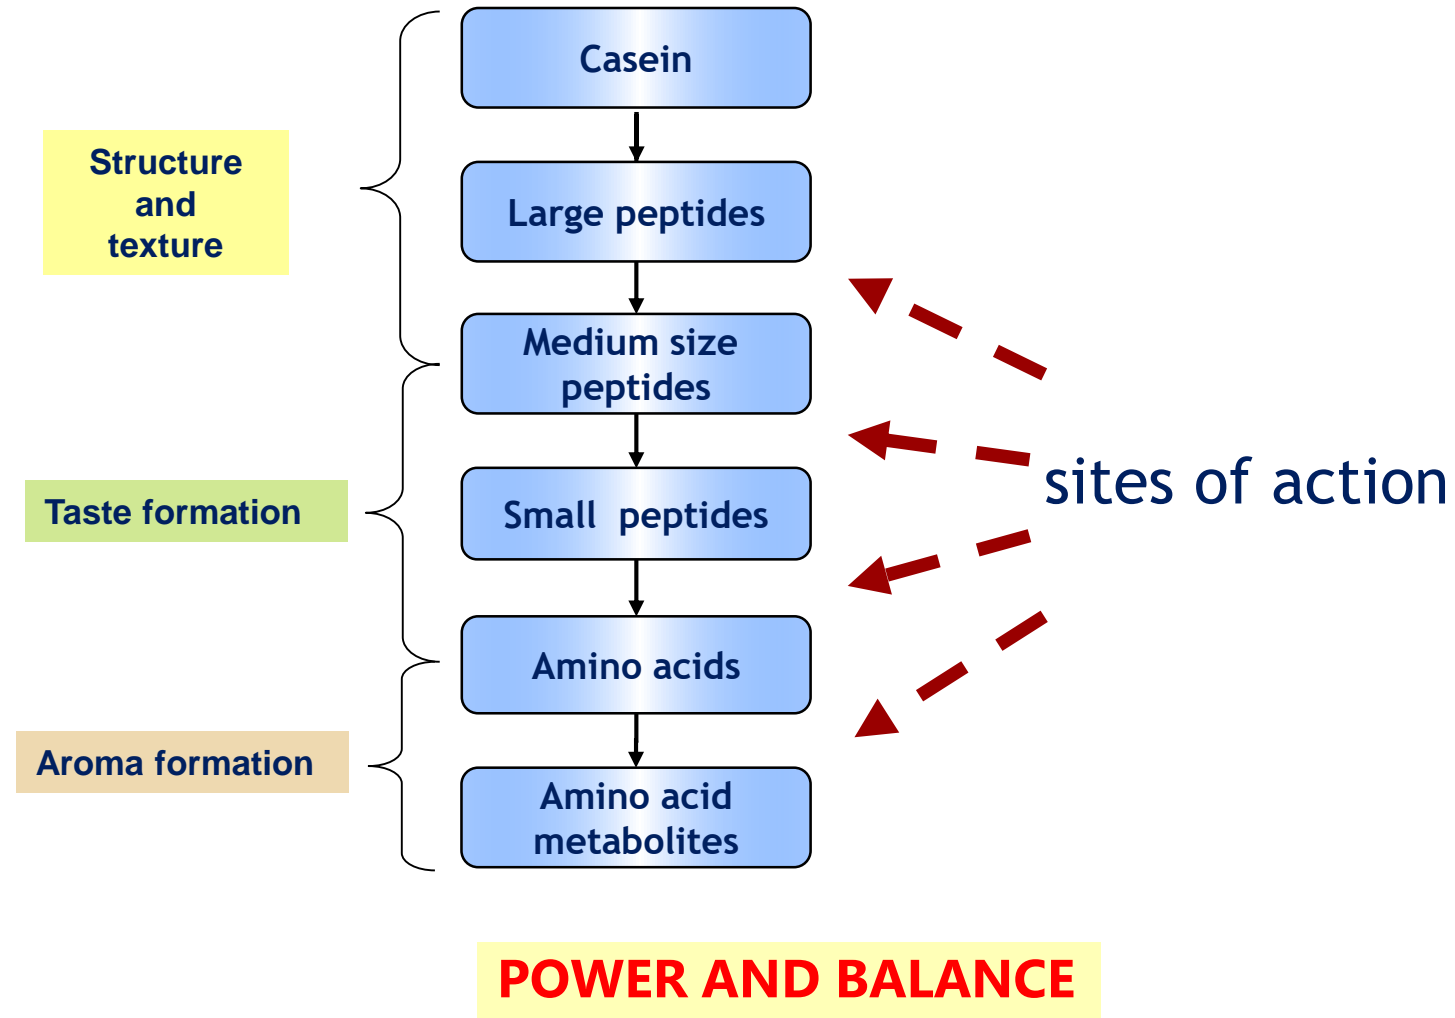 Casein
Structure
and
texture
Large peptides
Medium size
peptides
sites of action
Taste formation
Small peptides
Amino acids
Aroma formation
Amino acid
metabolites
POWER AND BALANCE